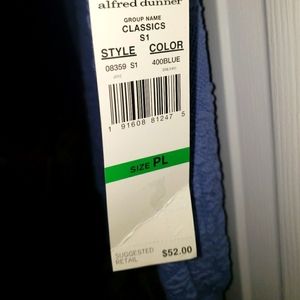 alfred dunner
GROUP NAME
CLASSICS
S1
STYLE COLOR
08359 S1 400BLUE
1 91608 81247 5
SIZE PL
SUGGESTED RETAIL $52.00